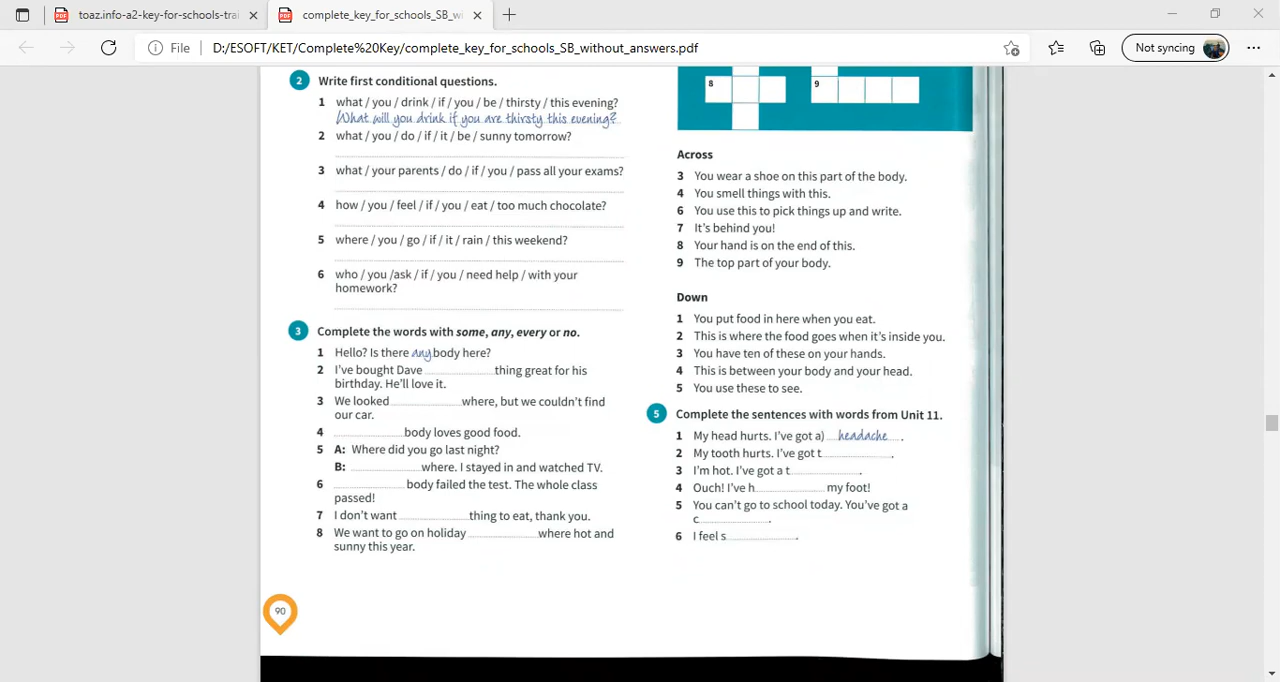 toaz.info-a2-key-for-schools-trai
complete_key_for_schools_SB_wi
File
D:/ESOFT/KET/Complete%20Key/complete_key_for_schools_SB_without_answers.pdf
Not syncing
2 Write first conditional questions.
1 what / you / drink / if / you / be / thirsty / this evening?
What will you drink if you are thirsty this evening?
2 what / you / do / if / it / be / sunny tomorrow?
3 what / your parents / do / if / you / pass all your exams?
4 how / you / feel / if / you / eat / too much chocolate?
5 where / you / go / if / it / rain / this weekend?
6 who / you /ask / if / you / need help / with your
homework?
3 Complete the words with some, any, every or no.
1 Hello? Is there anybody here?
2 I've bought Dave ........ thing great for his
birthday. He'll love it.
3 We looked ........ where, but we couldn't find
our car.
4 ........ body loves good food.
5 A: Where did you go last night?
B: ........ where. I stayed in and watched TV.
6 ........ body failed the test. The whole class
passed!
7 I don't want ........ thing to eat, thank you.
8 We want to go on holiday ........ where hot and
sunny this year.
90
8 9
Across
3 You wear a shoe on this part of the body.
4 You smell things with this.
6 You use this to pick things up and write.
7 It's behind you!
8 Your hand is on the end of this.
9 The top part of your body.
Down
1 You put food in here when you eat.
2 This is where the food goes when it's inside you.
3 You have ten of these on your hands.
4 This is between your body and your head.
5 You use these to see.
5 Complete the sentences with words from Unit 11.
1 My head hurts. I've got a) headache .
2 My tooth hurts. I've got t ........ .
3 I'm hot. I've got a t ........ .
4 Ouch! I've h ........ my foot!
5 You can't go to school today. You've got a
c ........ .
6 I feel s ........ .